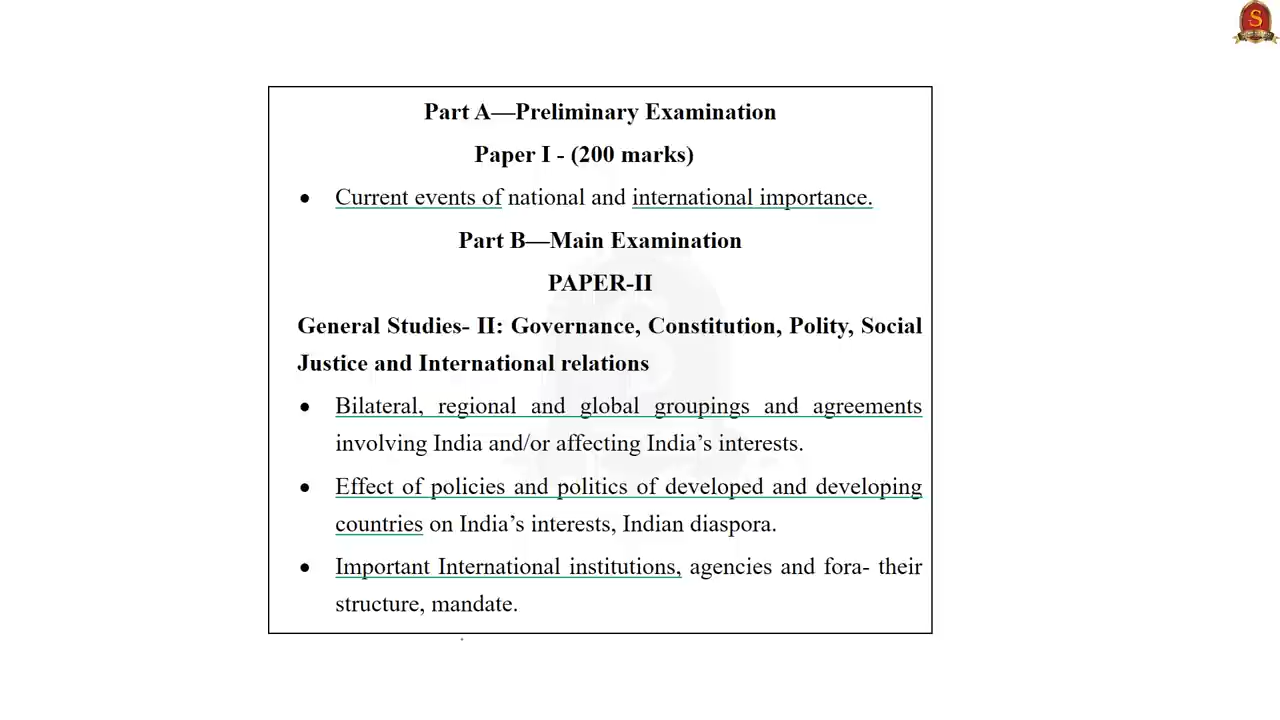 Part A—Preliminary Examination
Paper I - (200 marks)
• Current events of national and international importance.
Part B—Main Examination
PAPER-II
General Studies- II: Governance, Constitution, Polity, Social
Justice and International relations
• Bilateral, regional and global groupings and agreements
involving India and/or affecting India’s interests.
• Effect of policies and politics of developed and developing
countries on India’s interests, Indian diaspora.
• Important International institutions, agencies and fora- their
structure, mandate.
S